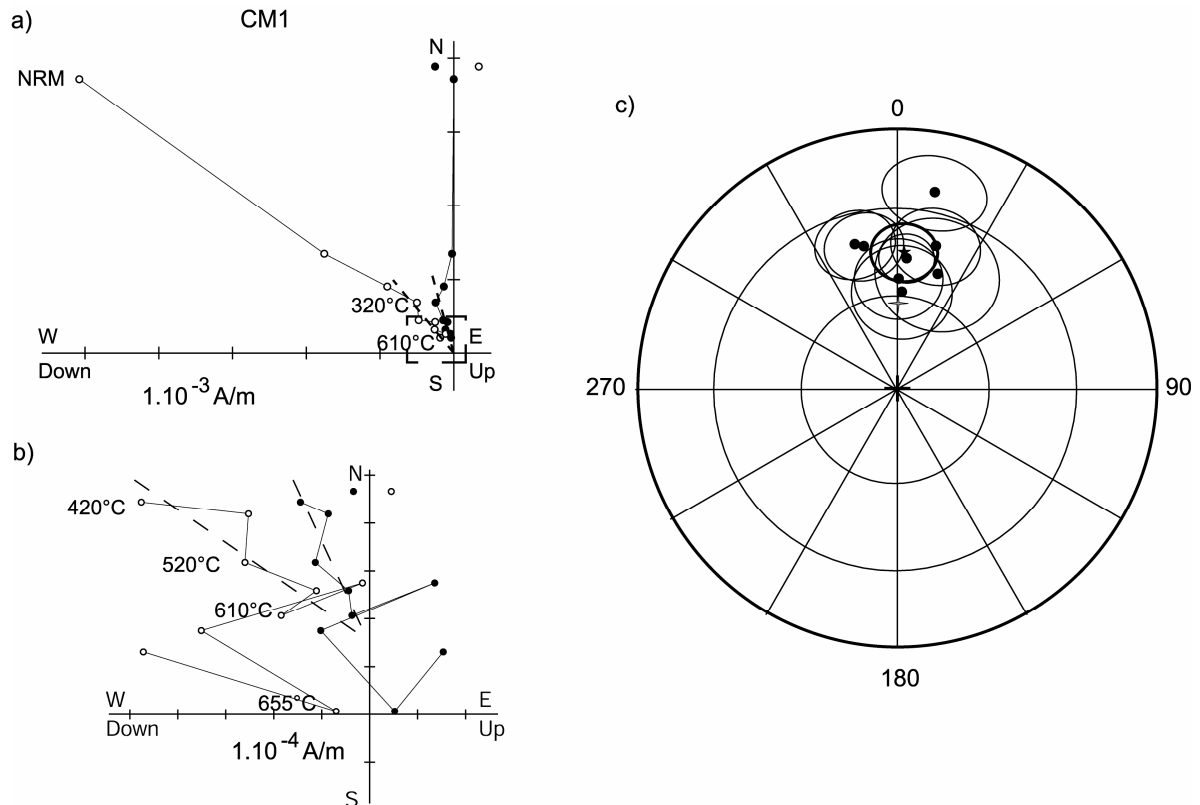 a)
CM1
N
NRM
320°C
610°C
W
E
Down
S
Up
1.10⁻³ A/m
b)
N
420°C
520°C
610°C
655°C
W
E
Down
Up
1.10⁻⁴ A/m
S
c)
0
270
90
180